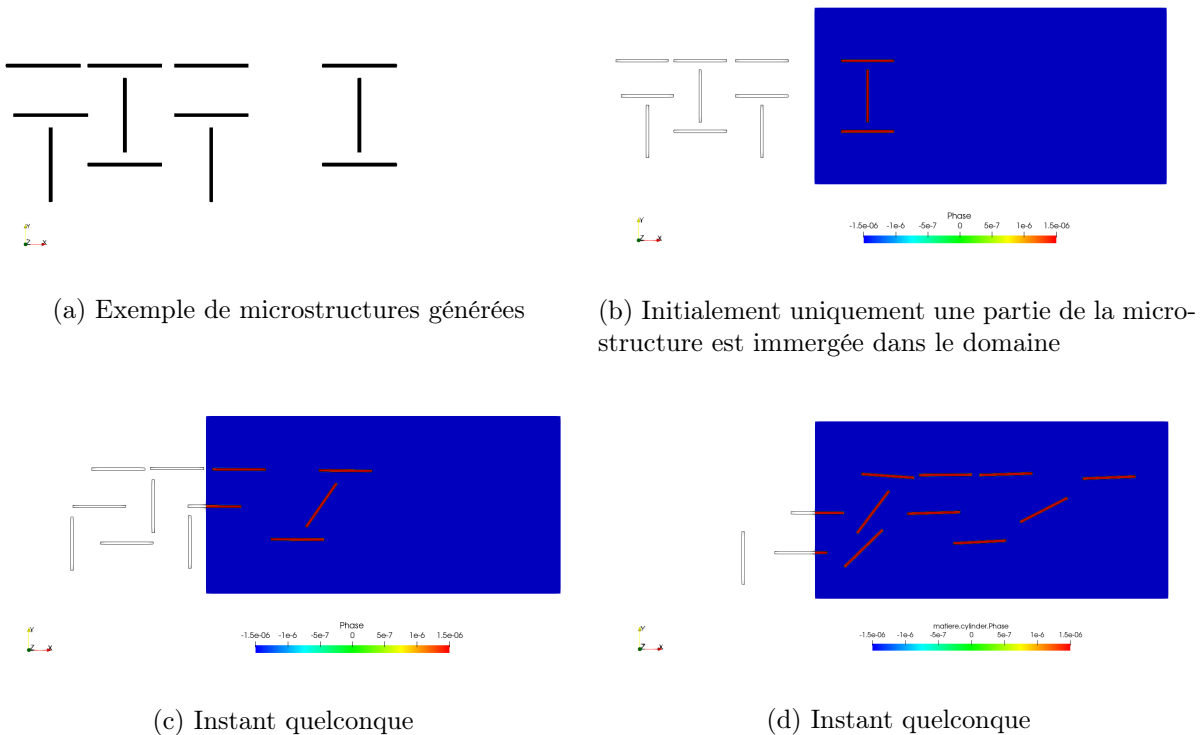 Y
Z
X
(a) Exemple de microstructures générées
Y
Z
X
Phase
-1.5e-06 -1e-6 -5e-7 0 5e-7 1e-6 1.5e-06
(b) Initialement uniquement une partie de la micro-
structure est immergée dans le domaine
Y
Z
X
Phase
-1.5e-06 -1e-6 -5e-7 0 5e-7 1e-6 1.5e-06
(c) Instant quelconque
Y
Z
X
matiere.cylinder.Phase
-1.5e-06 -1e-6 -5e-7 0 5e-7 1e-6 1.5e-06
(d) Instant quelconque